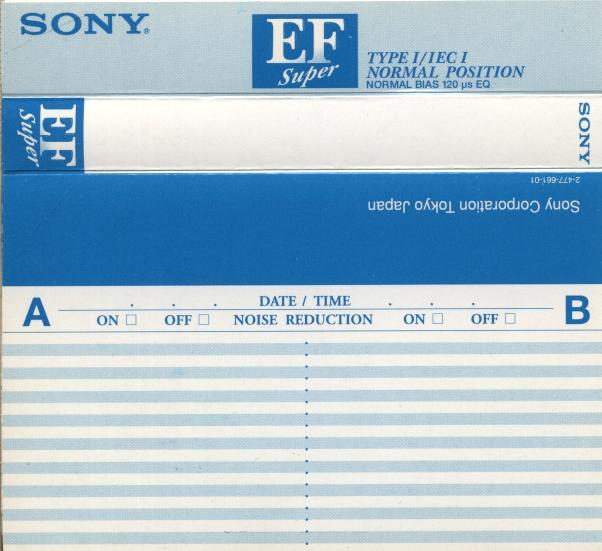 SONY®
EF
Super
TYPE I/IEC I
NORMAL POSITION
NORMAL BIAS 120 μs EQ
EF
Super
SONY
2-477-661-01
Sony Corporation Tokyo Japan
A
DATE / TIME
B
ON □ OFF □ NOISE REDUCTION ON □ OFF □